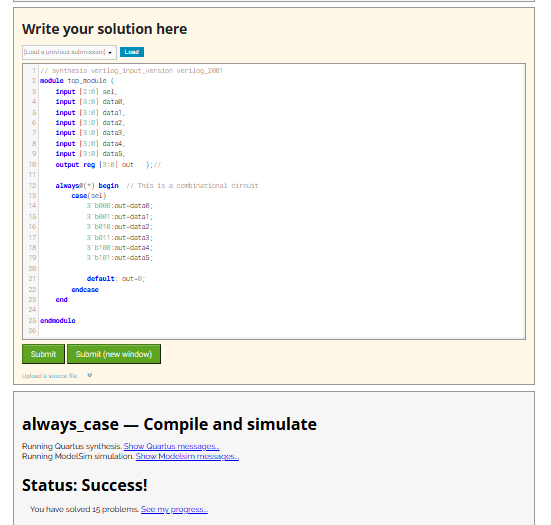 Write your solution here
[Load a previous submission] Load
1 // synthesis verilog_input_version verilog_2001
2 module top_module (
3 input [2:0] sel,
4 input [3:0] data0,
5 input [3:0] data1,
6 input [3:0] data2,
7 input [3:0] data3,
8 input [3:0] data4,
9 input [3:0] data5,
10 output reg [3:0] out );//
11
12 always@(*) begin // This is a combinational circuit
13 case(sel)
14 3'b000:out=data0;
15 3'b001:out=data1;
16 3'b010:out=data2;
17 3'b011:out=data3;
18 3'b100:out=data4;
19 3'b101:out=data5;
20
21 default: out=0;
22 endcase
23 end
24
25 endmodule
26
Submit Submit (new window)
Upload a source file...
always_case — Compile and simulate
Running Quartus synthesis. Show Quartus messages...
Running ModelSim simulation. Show Modelsim messages...
Status: Success!
You have solved 15 problems. See my progress...